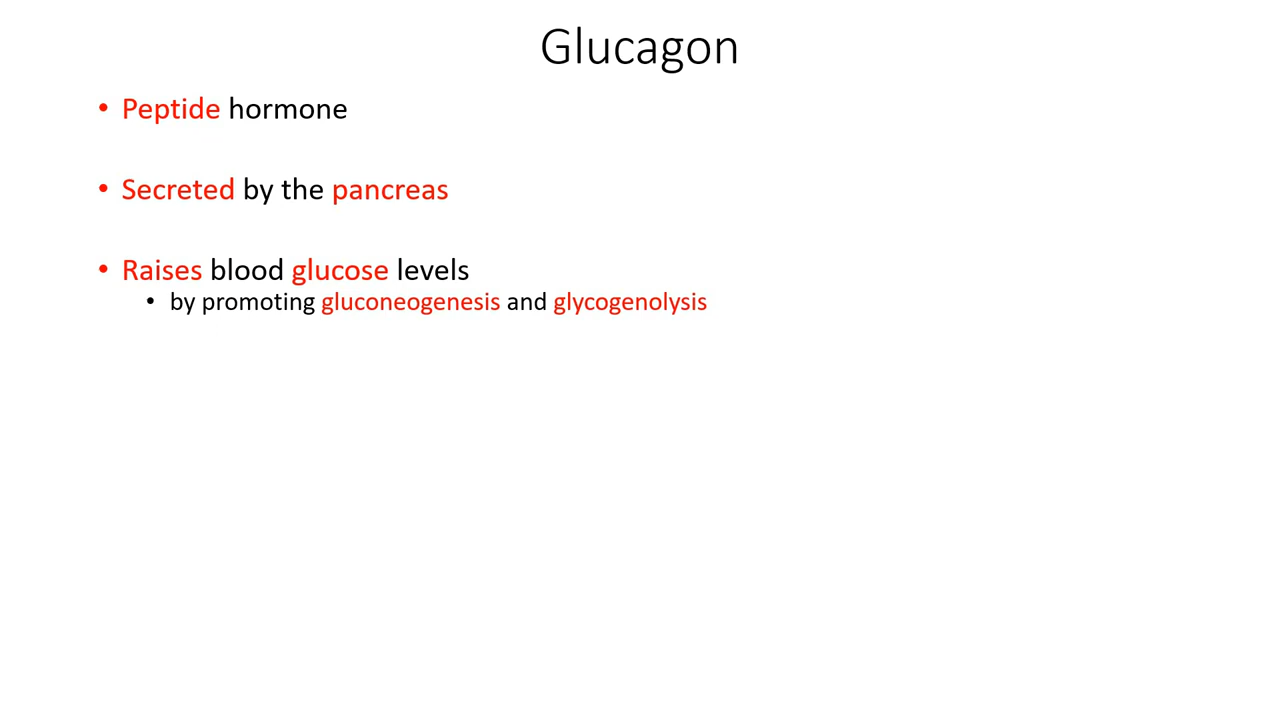 Glucagon
• Peptide hormone
• Secreted by the pancreas
• Raises blood glucose levels
• by promoting gluconeogenesis and glycogenolysis